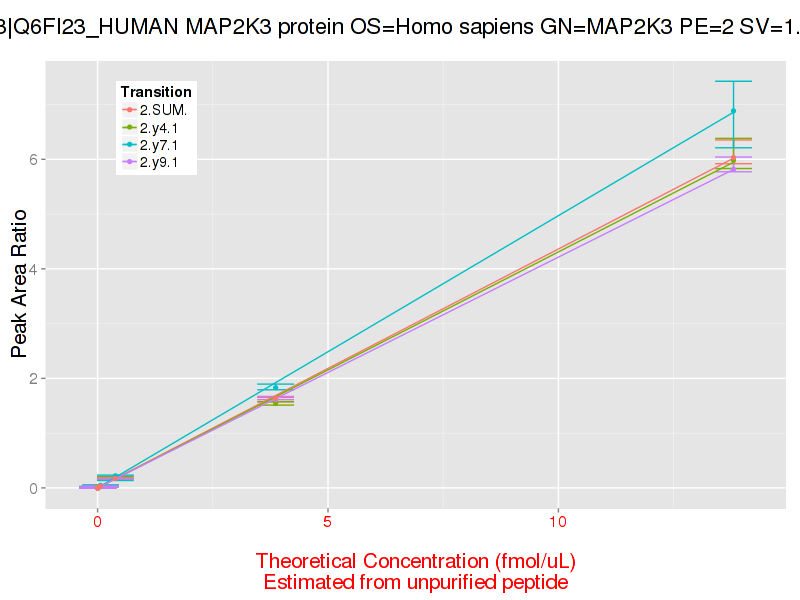 3|Q6FI23_HUMAN MAP2K3 protein OS=Homo sapiens GN=MAP2K3 PE=2 SV=1.
Transition
2.SUM.
2.y4.1
2.y7.1
2.y9.1
Peak Area Ratio
6
4
2
0
0 5 10
Theoretical Concentration (fmol/uL)
Estimated from unpurified peptide